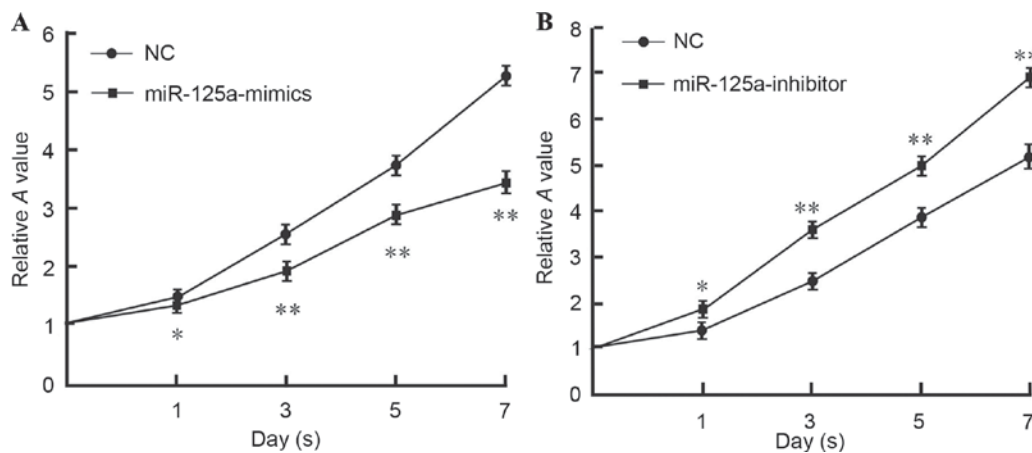 A
6
NC
5
miR-125a-mimics
4
3
2
1
0
Relative A value
*
**
**
**
1 3 5 7
Day (s)
B
8
NC
7
miR-125a-inhibitor
6
5
4
3
2
1
0
Relative A value
*
**
**
**
1 3 5 7
Day (s)